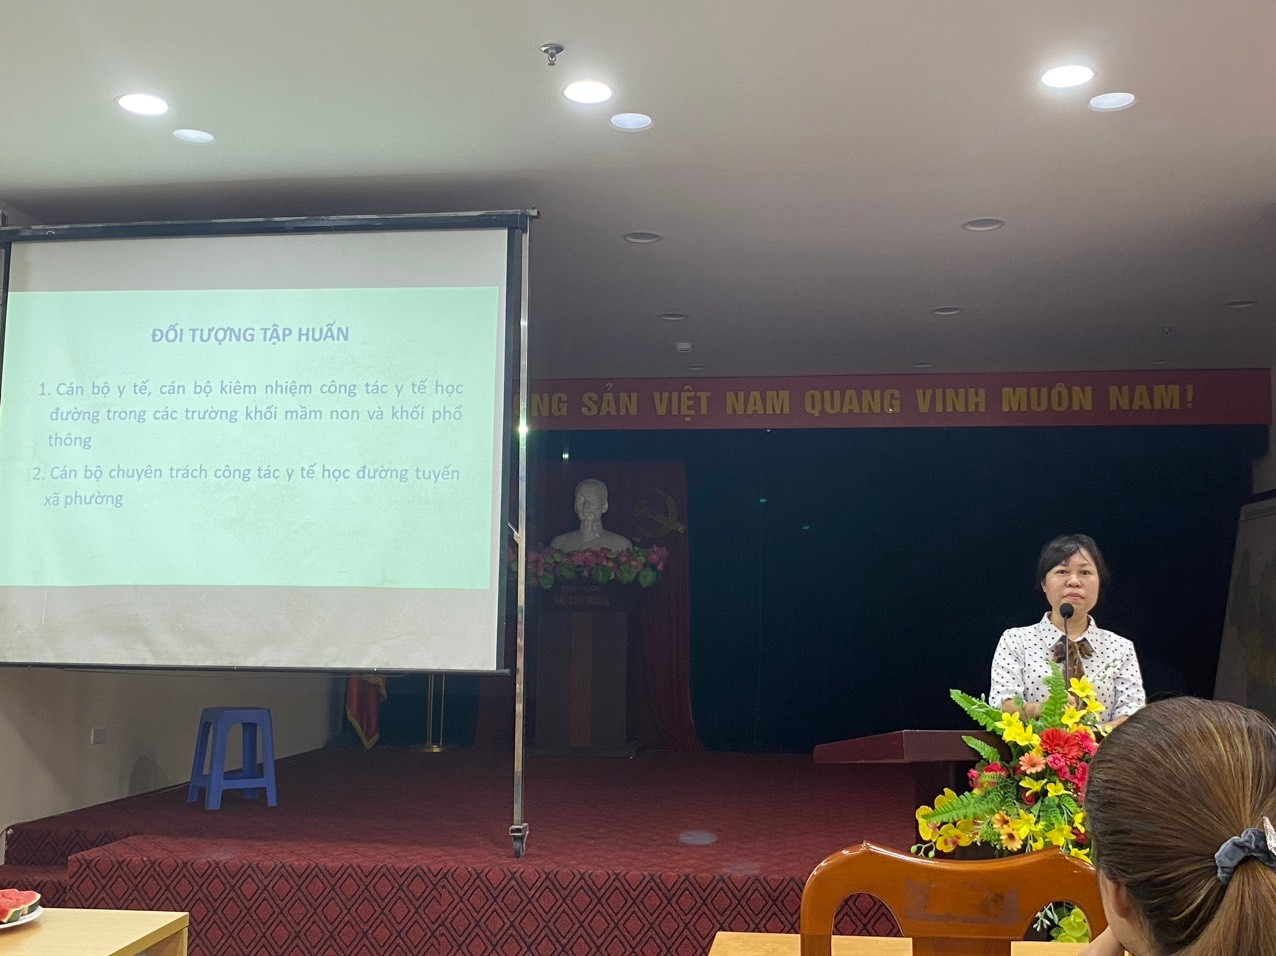 ĐỐI TƯỢNG TẬP HUẤN
1. Cán bộ y tế, cán bộ kiêm nhiệm công tác y tế học
đường trong các trường khối mầm non và khối phổ
thông
2. Cán bộ chuyên trách công tác y tế học đường tuyến
xã phường
NG SẢN VIỆT NAM QUANG VINH MUÔN NĂM!